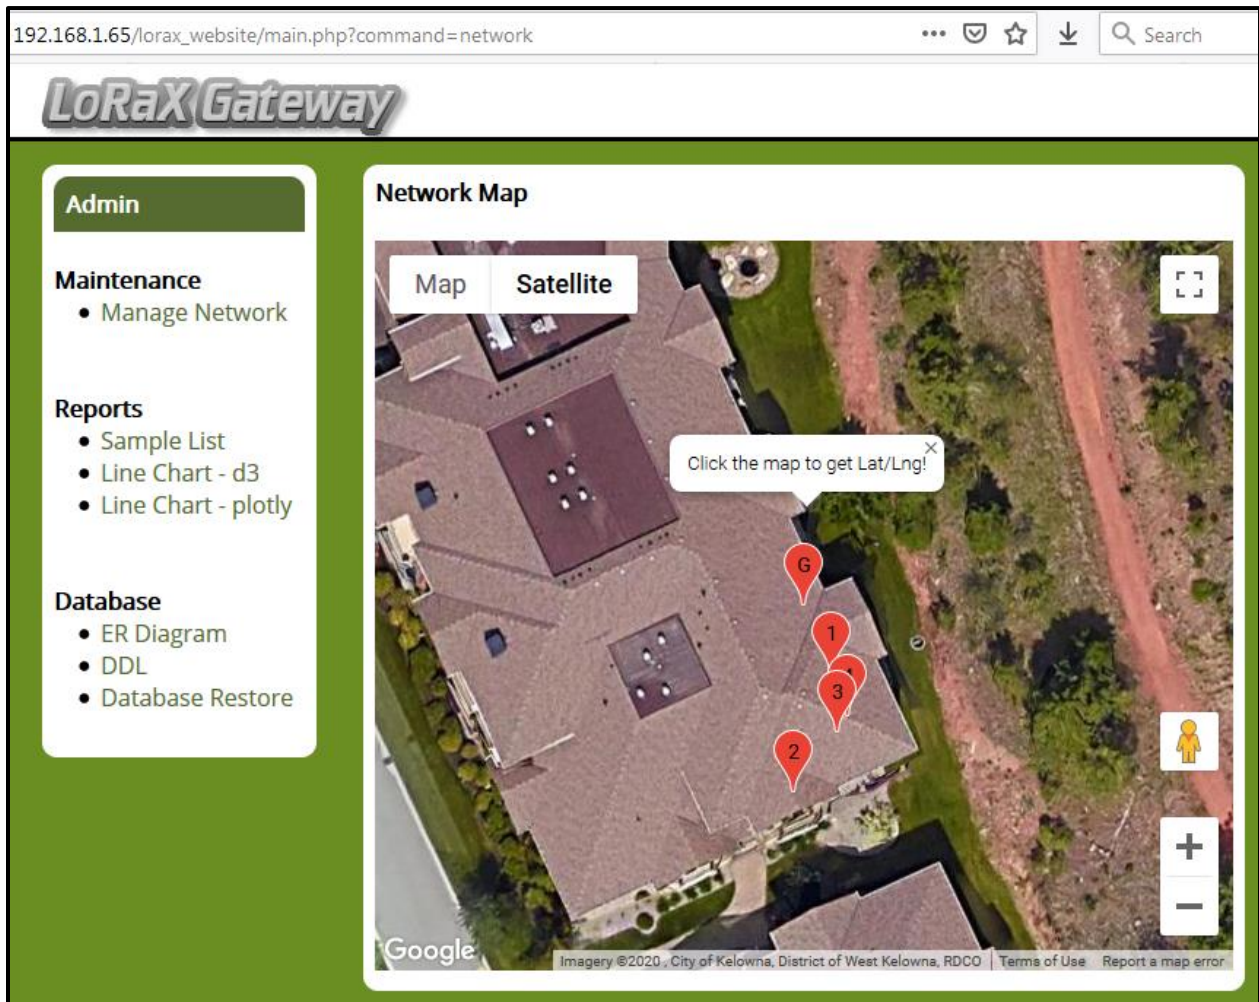 192.168.1.65/lorax_website/main.php?command=network
Search
LoRaX Gateway
Admin
Maintenance
• Manage Network
Reports
• Sample List
• Line Chart - d3
• Line Chart - plotly
Database
• ER Diagram
• DDL
• Database Restore
Network Map
Map Satellite
Click the map to get Lat/Lng!
G
1
3
2
Google
Imagery ©2020 , City of Kelowna, District of West Kelowna, RDCO Terms of Use Report a map error